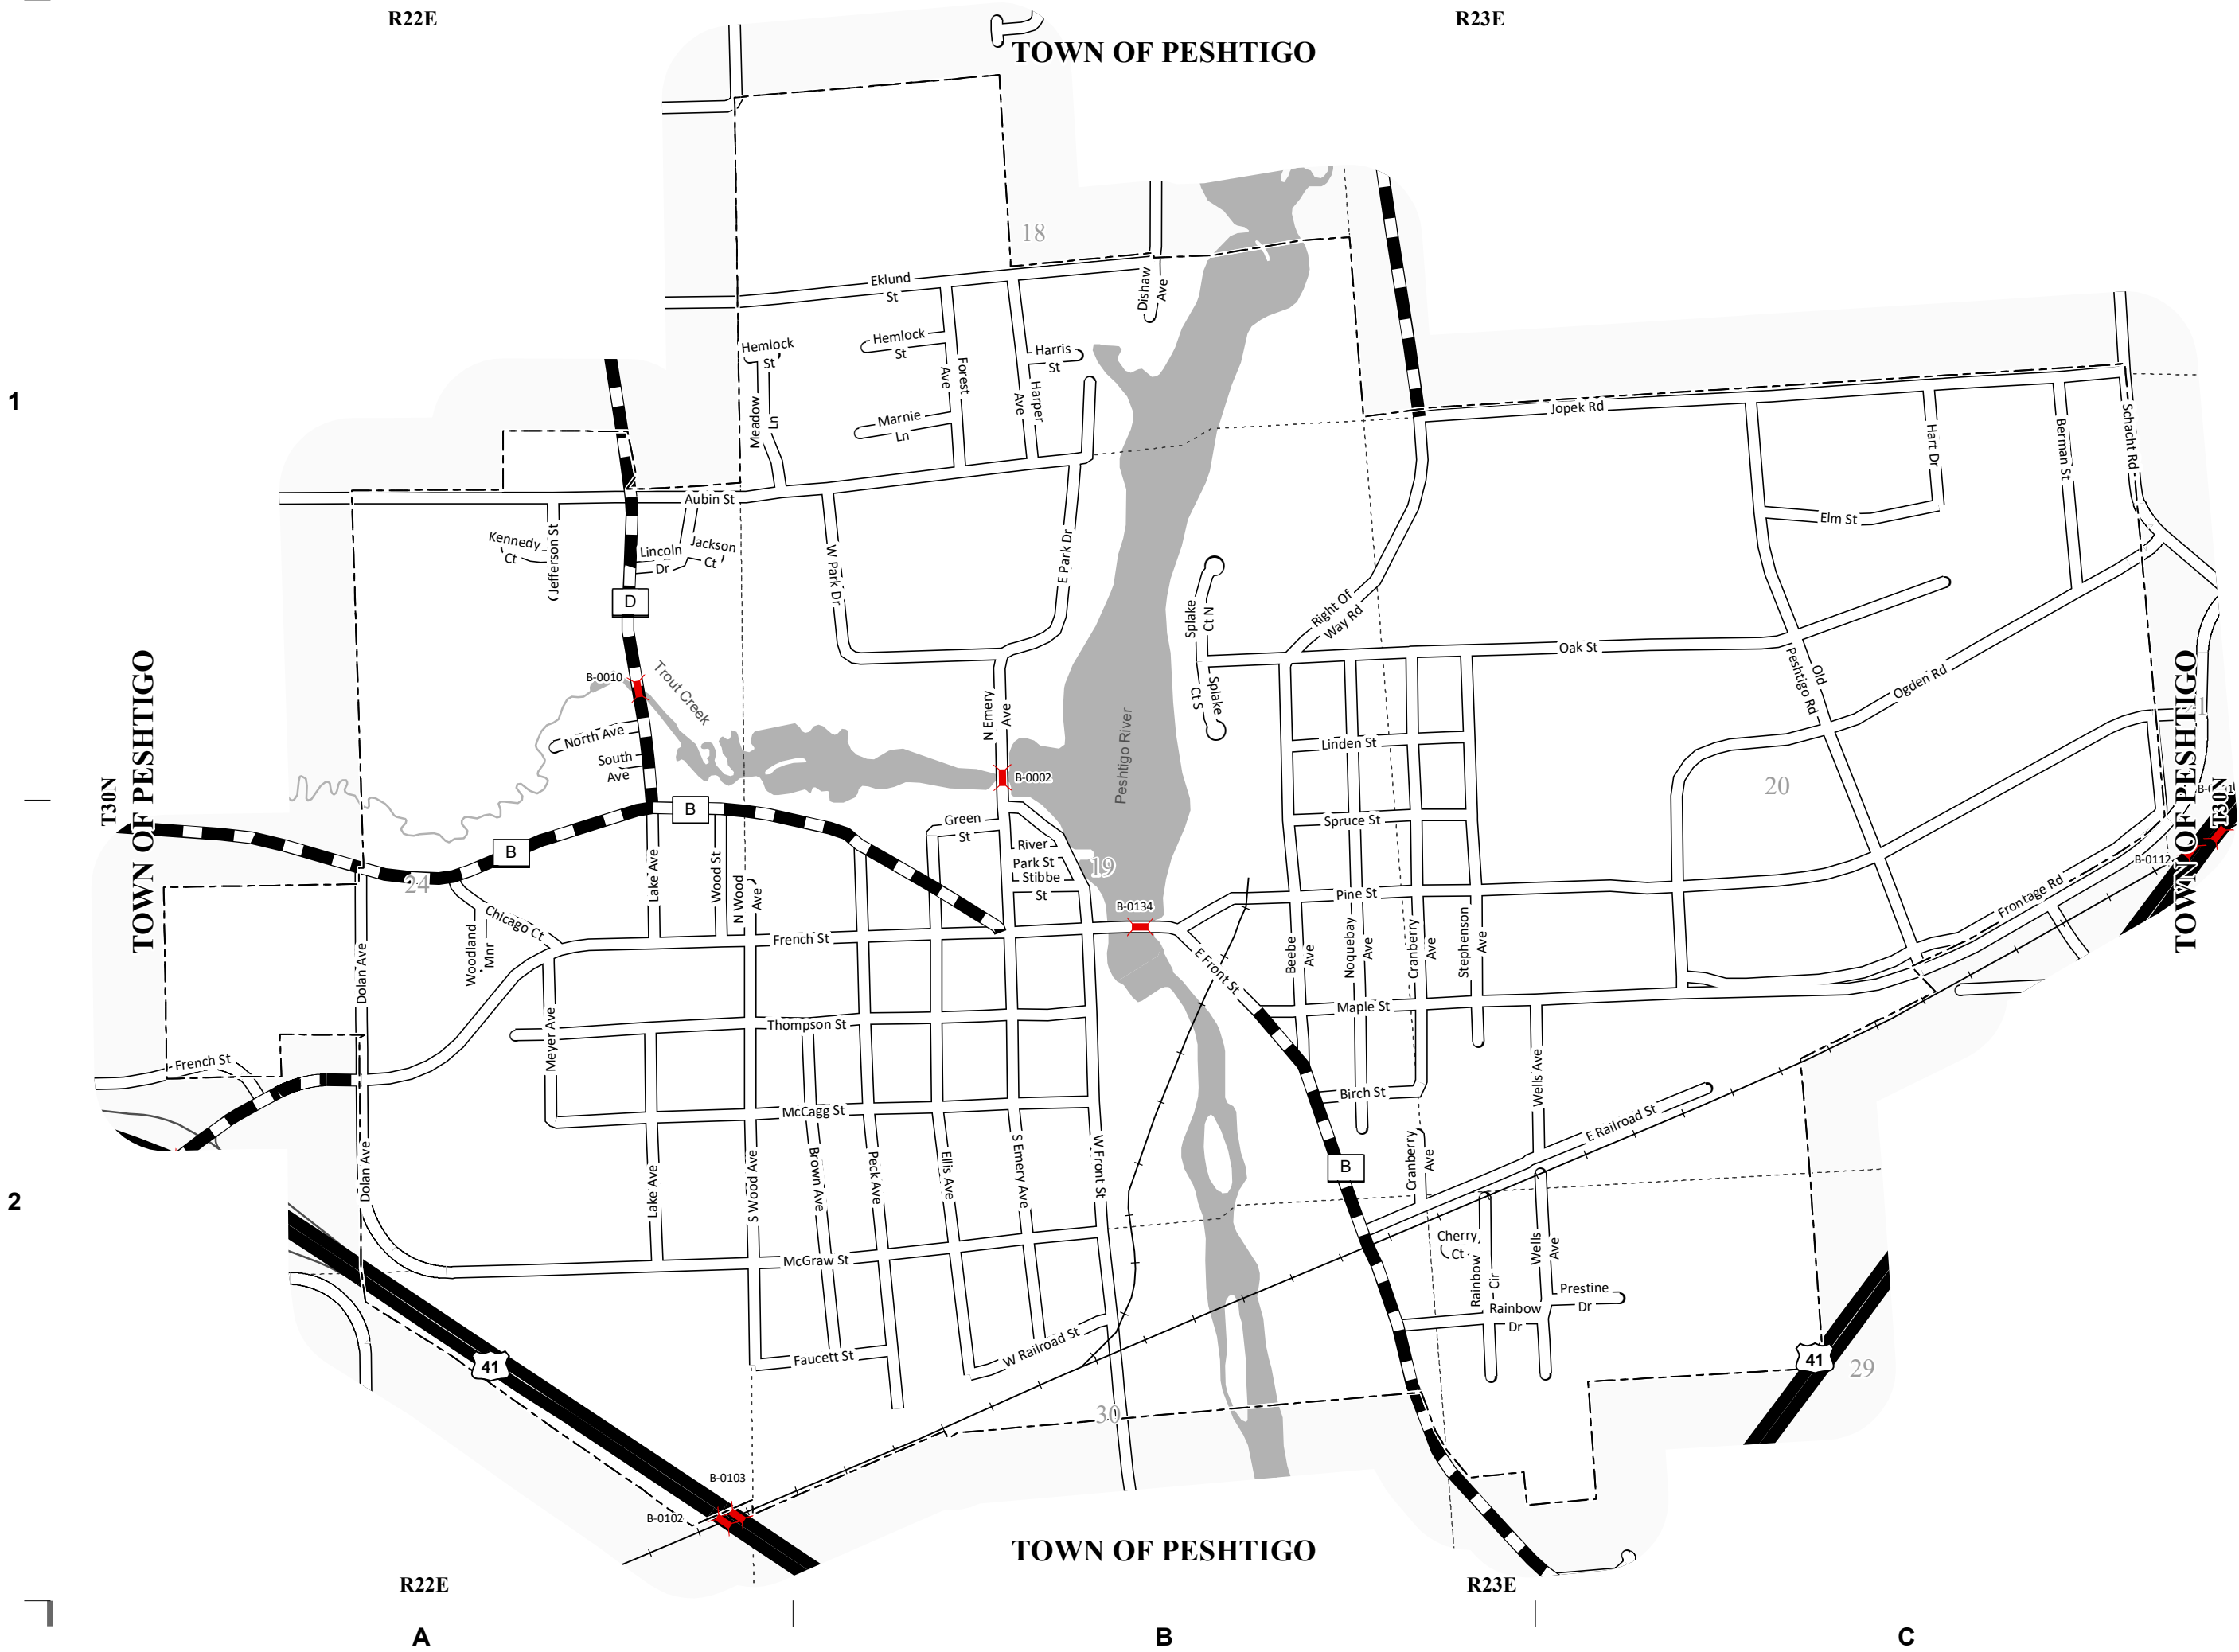 R22E
R23E
TOWN OF PESHTIGO
18
Eklund
St
Dishaw
Ave
Hemlock
St
Hemlock
St
Harris
St
Forest
Ave
Harper
Ave
Meadow
Ln
Marnie
Ln
1
Jopek Rd
Hart Dr
Berman St
Schacht Rd
Aubin St
Elm St
Kennedy
Ct
Jefferson St
Lincoln
Dr
Jackson
Ct
W Park Dr
E Park Dr
D
Splake
Ct N
Right Of
Way Rd
Oak St
Old
Peshtigo Rd
Ogden Rd
B-0010
Trout Creek
Splake
Ct S
North Ave
South
Ave
N Emery
Ave
Peshtigo River
Linden St
B-0002
20
T30N
TOWN OF PESHTIGO
TOWN OF PESHTIGO
T30N
B
B
Green
St
River
Park St
Stibbe
St
19
Spruce St
B-0112
24
Lake Ave
Wood St
N Wood
Ave
Chicago Ct
Woodland
Mnr
B-0134
Pine St
Frontage Rd
French St
Dolan Ave
E Front St
Beebe
Ave
Noquebay
Ave
Cranberry
Ave
Stephenson
Ave
Maple St
Meyer Ave
Thompson St
French St
Birch St
Wells Ave
McCagg St
E Railroad St
Dolan Ave
Lake Ave
S Wood Ave
Brown Ave
Peck Ave
Ellis Ave
S Emery Ave
W Front St
B
Cranberry
Ave
2
McGraw St
Cherry
Ct
Rainbow
Cir
Wells
Ave
Prestine
Dr
Rainbow
Dr
Faucett St
W Railroad St
41
41
29
30
B-0103
B-0102
TOWN OF PESHTIGO
R22E
R23E
A
B
C